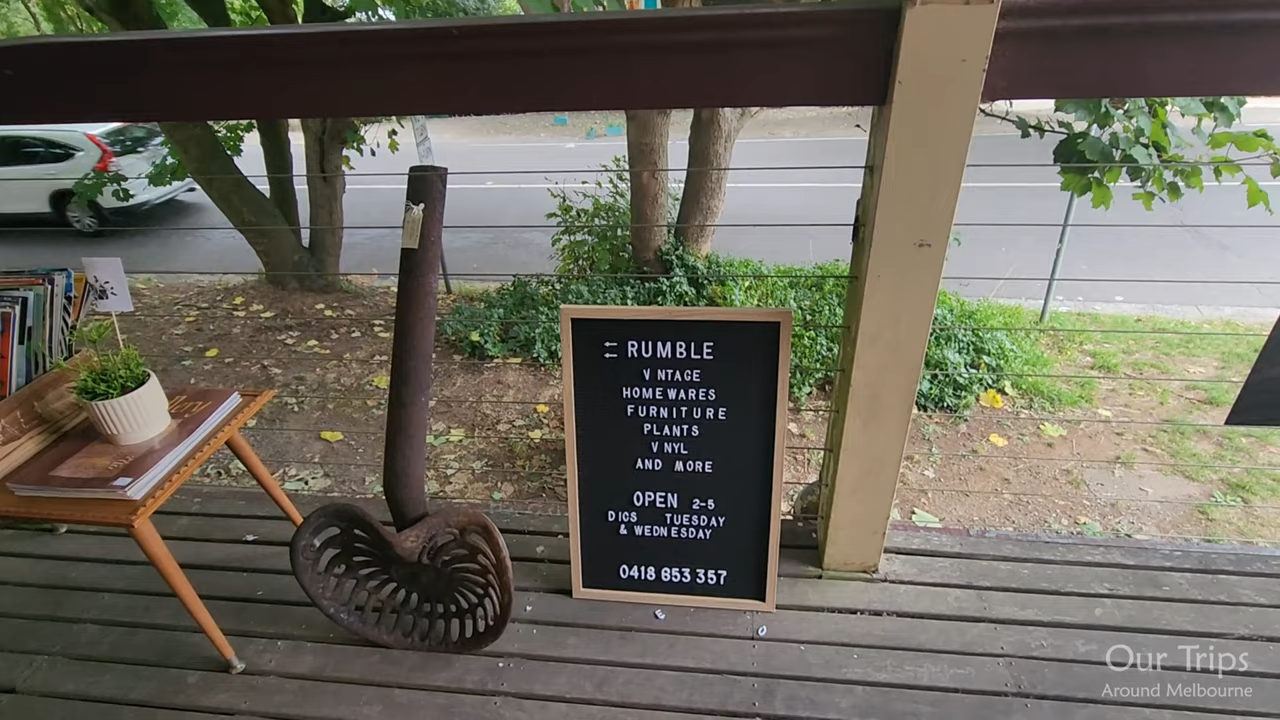 RUMBLE
V NTAGE
HOMEWARES
FURNITURE
PLANTS
V NYL
AND MORE
OPEN 2-5
D I C S TUESDAY
& WEDNESDAY
0418 653 357
Our Trips
Around Melbourne